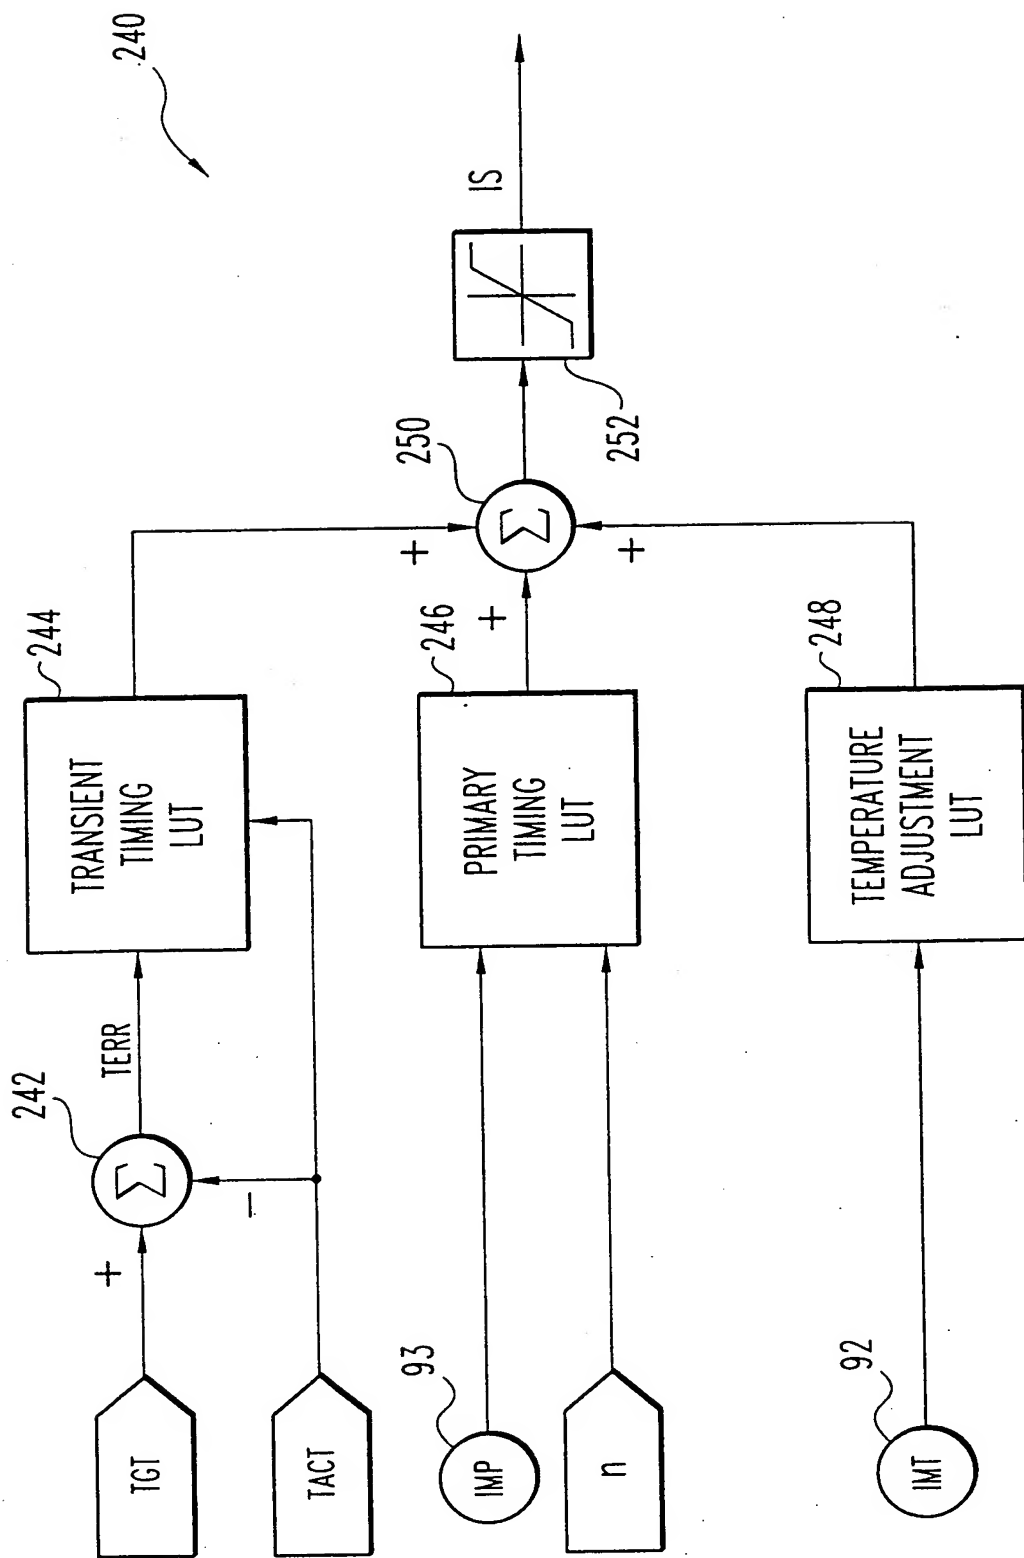 240
TGT
+
Σ
242
−
TERR
TRANSIENT
TIMING
LUT
244
+
TACT
IMP
93
n
PRIMARY
TIMING
LUT
246
+
Σ
250
252
IS
IMT
92
TEMPERATURE
ADJUSTMENT
LUT
248
+